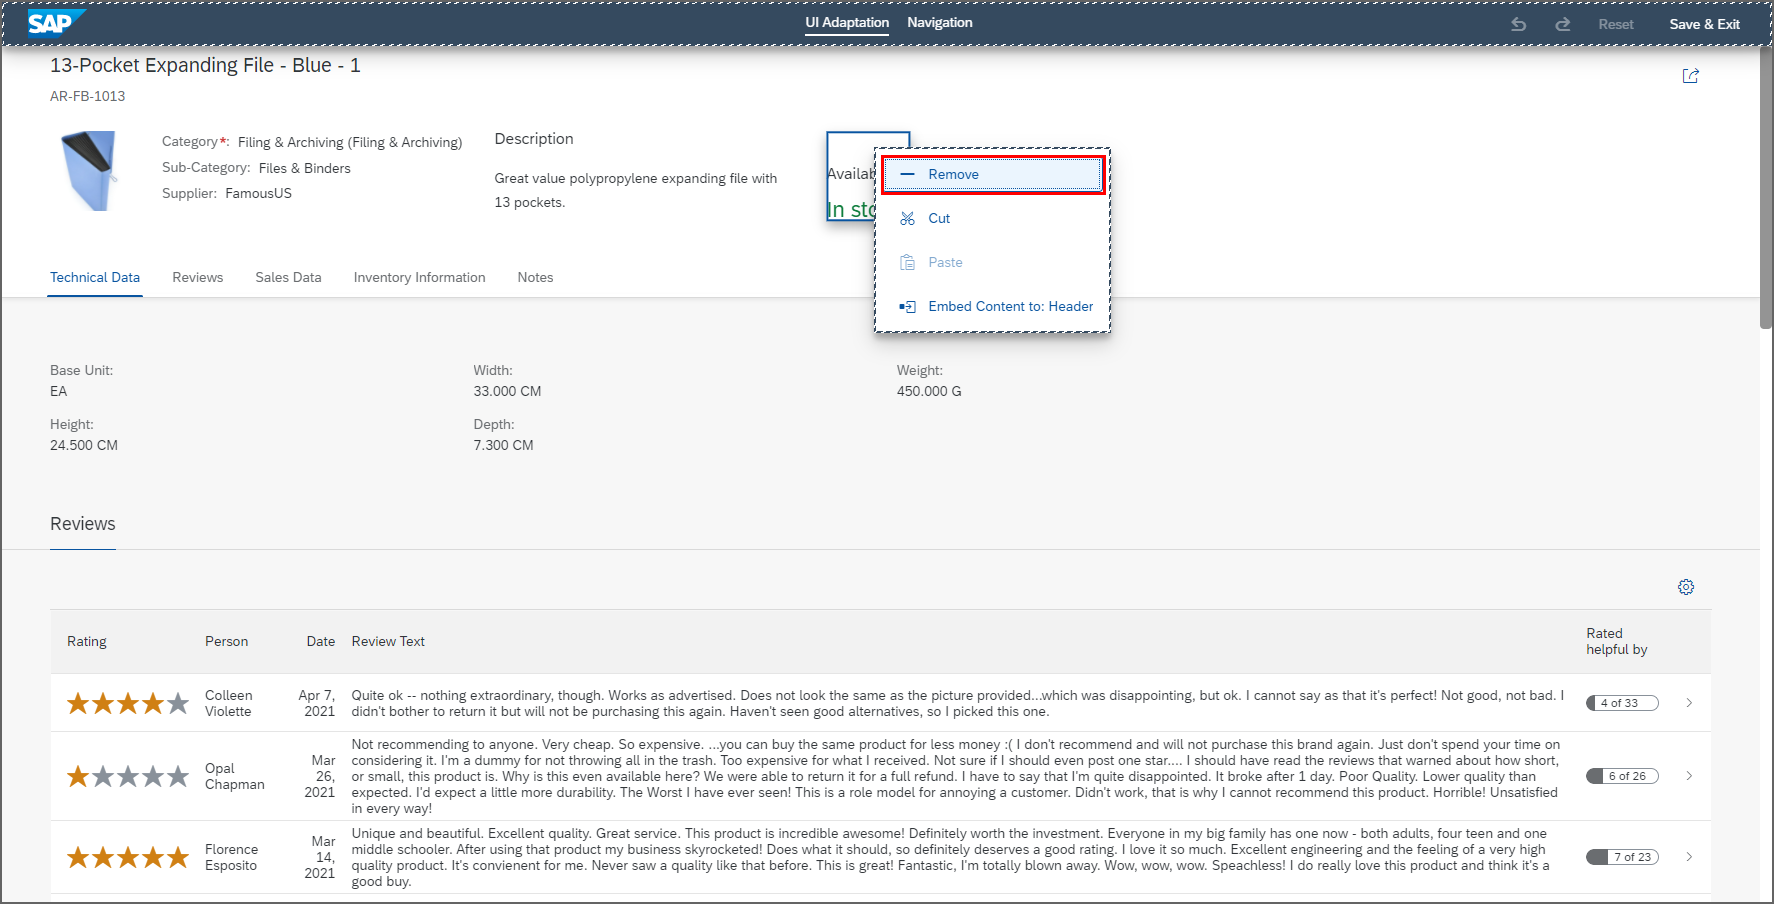 SAP
UI Adaptation
Navigation
Reset
Save & Exit
13-Pocket Expanding File - Blue - 1
AR-FB-1013
Category*: Filing & Archiving (Filing & Archiving)
Sub-Category: Files & Binders
Supplier: FamousUS
Description
Great value polypropylene expanding file with
13 pockets.
Availab
In sto
Remove
Cut
Paste
Embed Content to: Header
Technical Data
Reviews
Sales Data
Inventory Information
Notes
Base Unit:
EA
Width:
33.000 CM
Weight:
450.000 G
Height:
24.500 CM
Depth:
7.300 CM
Reviews
Rating
Person
Date
Review Text
Rated
helpful by
Colleen
Violette
Apr 7,
2021
Quite ok -- nothing extraordinary, though. Works as advertised. Does not look the same as the picture provided...which was disappointing, but ok. I cannot say as that it's perfect! Not good, not bad. I
didn't bother to return it but will not be purchasing this again. Haven't seen good alternatives, so I picked this one.
4 of 33
Opal
Chapman
Mar
26,
2021
Not recommending to anyone. Very cheap. So expensive. ...you can buy the same product for less money :( I don't recommend and will not purchase this brand again. Just don't spend your time on
considering it. I'm a dummy for not throwing all in the trash. Too expensive for what I received. Not sure if I should even post one star.... I should have read the reviews that warned about how short,
or small, this product is. Why is this even available here? We were able to return it for a full refund. I have to say that I'm quite disappointed. It broke after 1 day. Poor Quality. Lower quality than
expected. I'd expect a little more durability. The Worst I have ever seen! This is a role model for annoying a customer. Didn't work, that is why I cannot recommend this product. Horrible! Unsatisfied
in every way!
6 of 26
Florence
Esposito
Mar
14,
2021
Unique and beautiful. Excellent quality. Great service. This product is incredible awesome! Definitely worth the investment. Everyone in my big family has one now - both adults, four teen and one
middle schooler. After using that product my business skyrocketed! Does what it should, so definitely deserves a good rating. I love it so much. Excellent engineering and the feeling of a very high
quality product. It's convienent for me. Never saw a quality like that before. This is great! Fantastic, I'm totally blown away. Wow, wow, wow. Speachless! I do really love this product and think it's a
good buy.
7 of 23